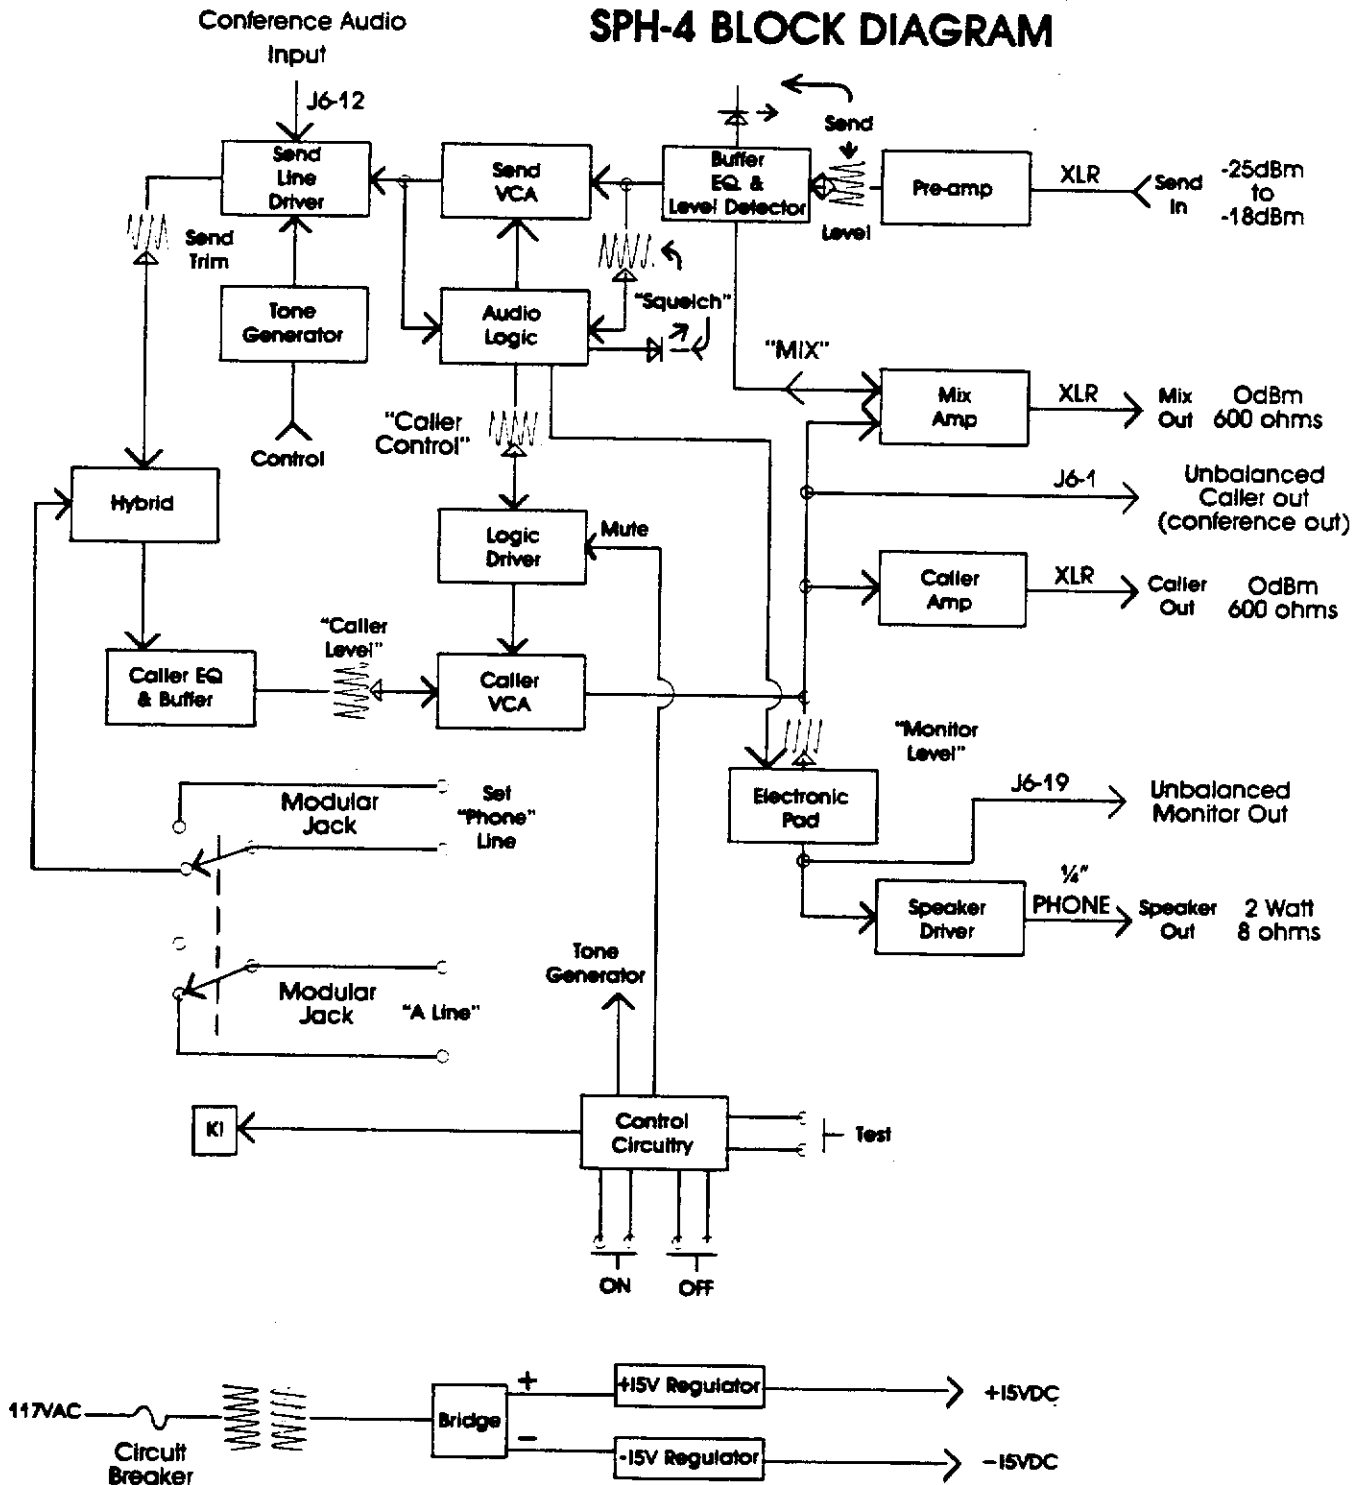 Conference Audio
Input
SPH-4 BLOCK DIAGRAM
J6-12
Send
Line
Driver
Send
VCA
Buffer
EQ &
Level Detector
Send
Level
Pre-amp
XLR
Send
In
-25dBm
to
-18dBm
Send
Trim
Tone
Generator
Audio
Logic
"Squelch"
"MIX"
Mix
Amp
XLR
Mix
Out
0dBm
600 ohms
"Caller
Control"
Control
Hybrid
Logic
Driver
Mute
J6-1
Unbalanced
Caller out
(conference out)
Caller
Amp
XLR
Caller
Out
0dBm
600 ohms
"Caller
Level"
Caller EQ
& Buffer
Caller
VCA
"Monitor
Level"
Electronic
Pad
J6-19
Unbalanced
Monitor Out
Modular
Jack
Set
"Phone"
Line
Speaker
Driver
¼"
PHONE
Speaker
Out
2 Watt
8 ohms
Modular
Jack
"A Line"
Tone
Generator
K1
Control
Circuitry
Test
ON
OFF
117VAC
Circuit
Breaker
Bridge
+
−
+15V Regulator
+15VDC
-15V Regulator
−15VDC